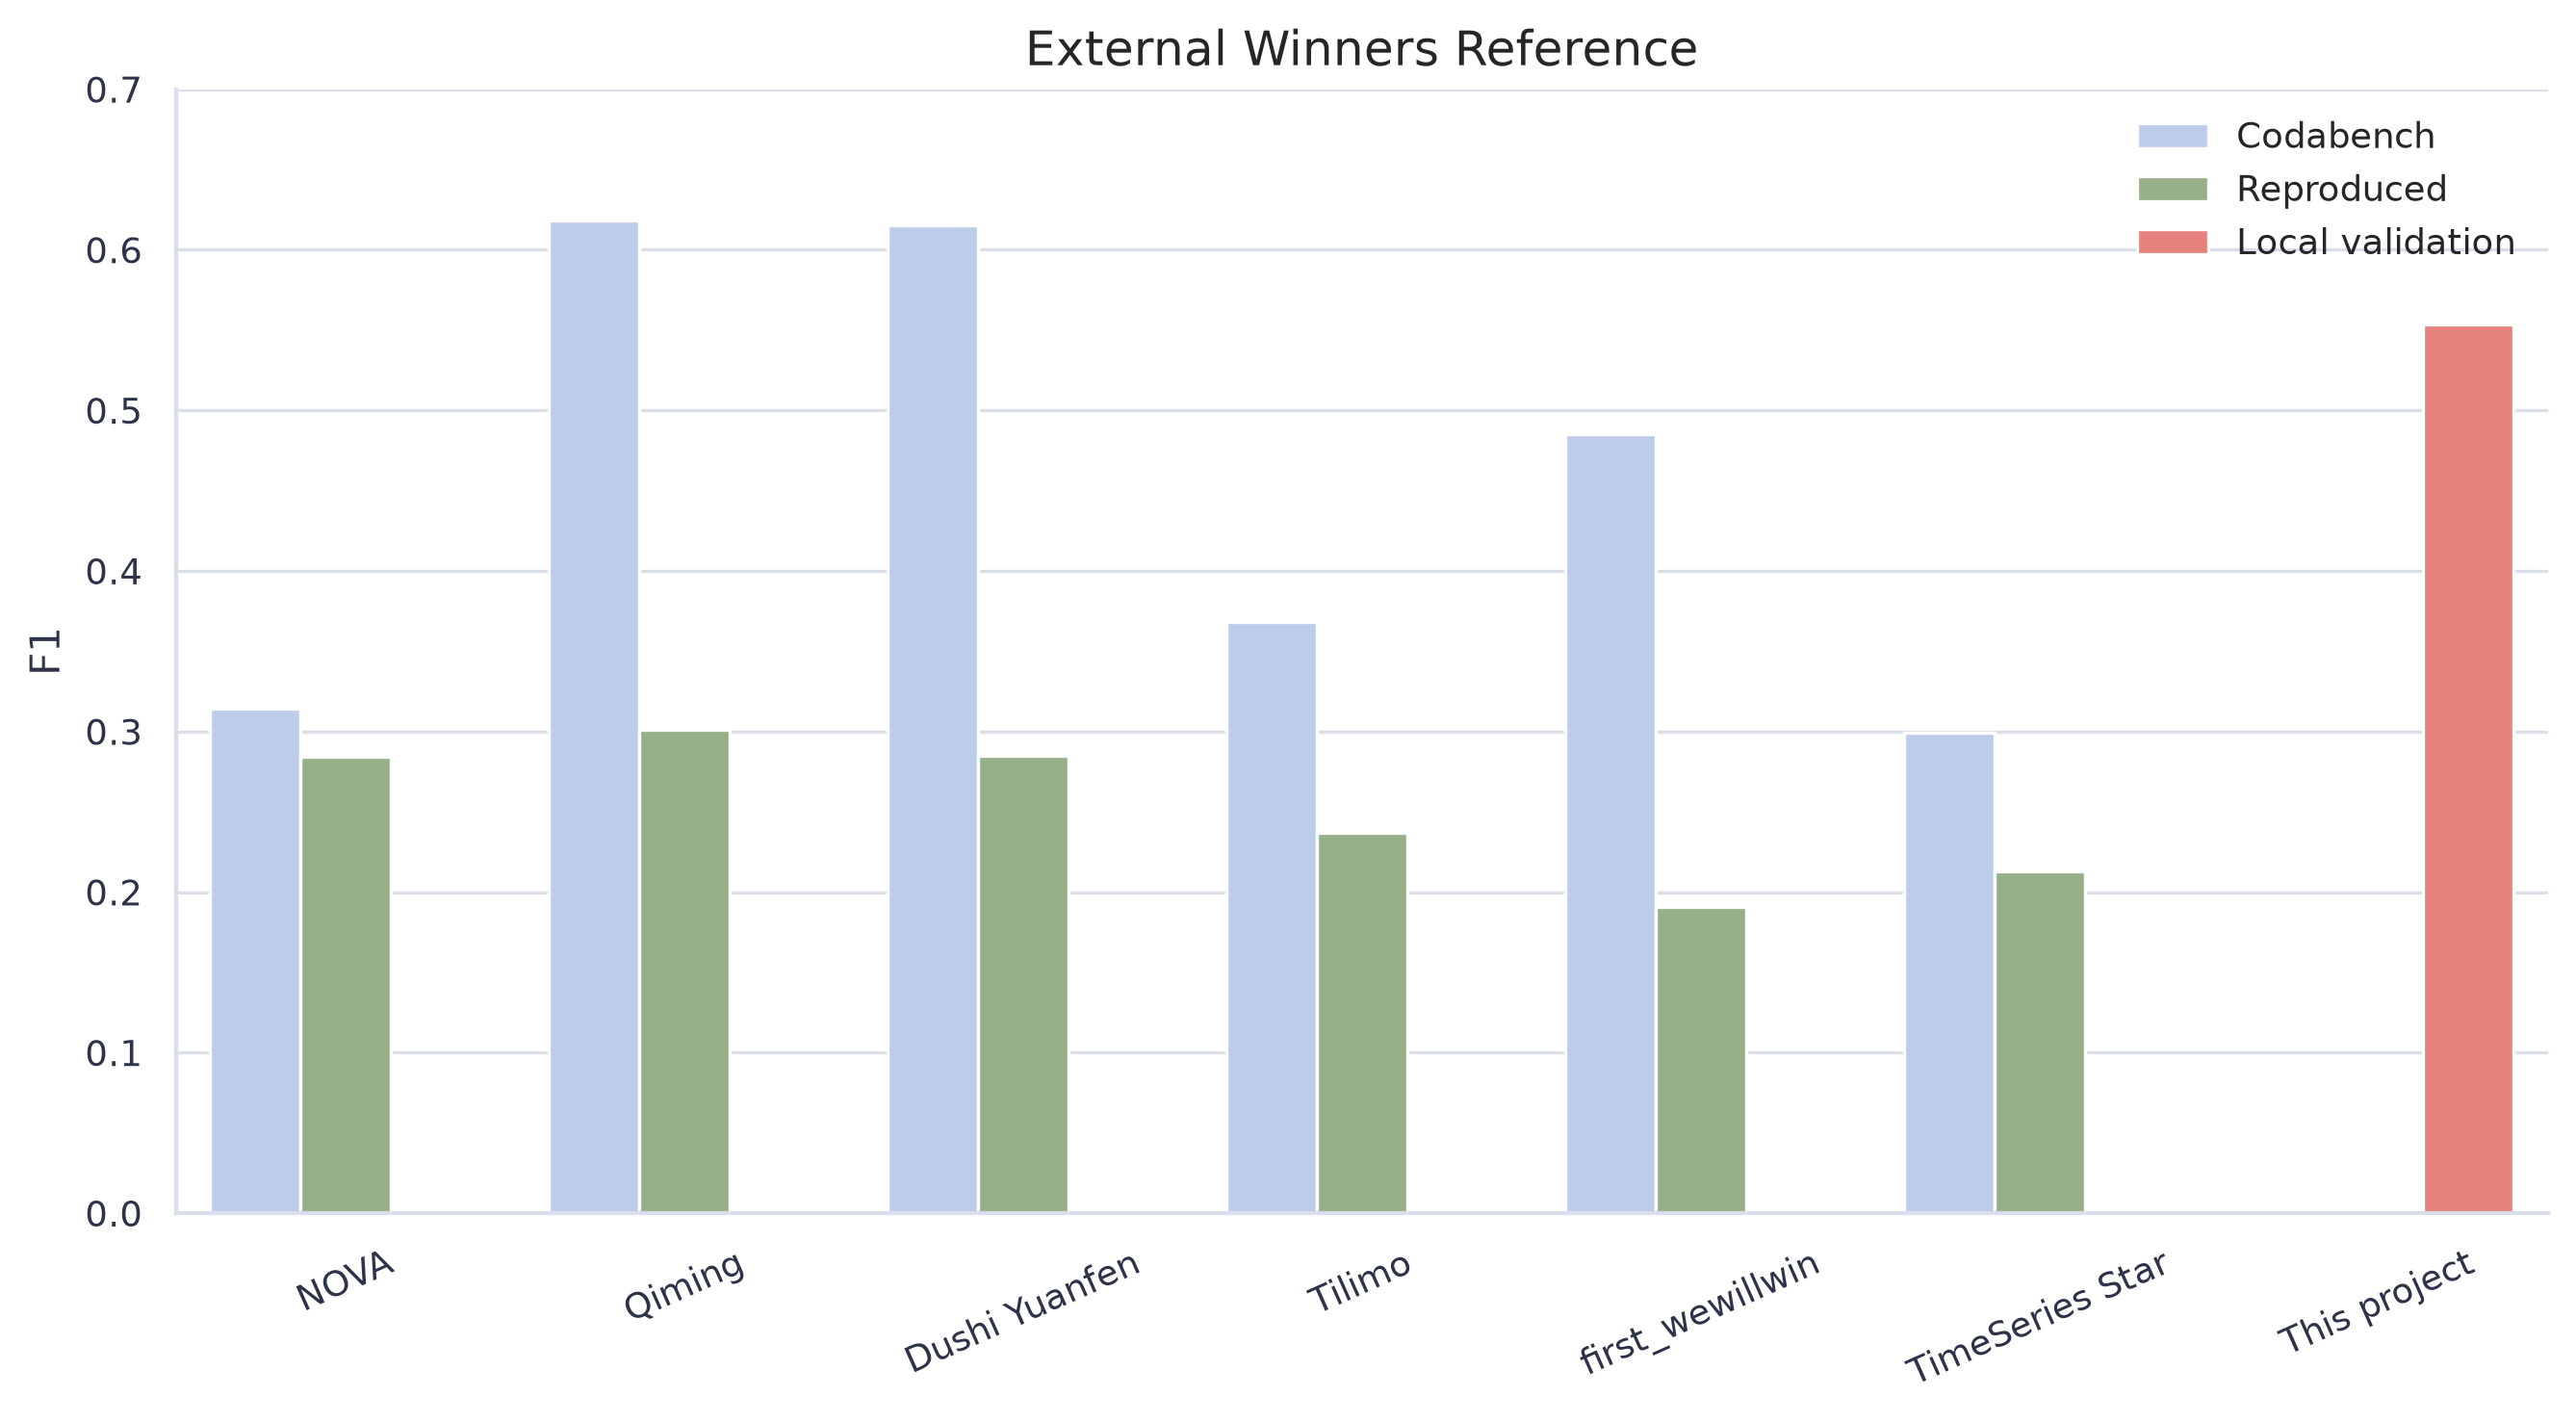 External Winners Reference
0.7
0.6
0.5
0.4
0.3
0.2
0.1
0.0
F1
Codabench
Reproduced
Local validation
NOVA
Qiming
Dushi Yuanfen
Tilimo
first_wewillwin
TimeSeries Star
This project